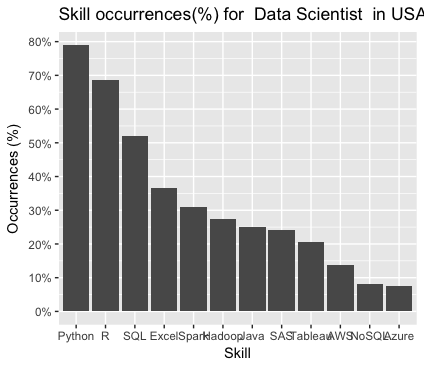 Skill occurrences(%) for  Data Scientist  in USA
80%
70%
60%
50%
40%
30%
20%
10%
0%
Occurrences (%)
Python R SQL Excel Spark Hadoop Java SAS Tableau AWS NoSQL Azure
Skill